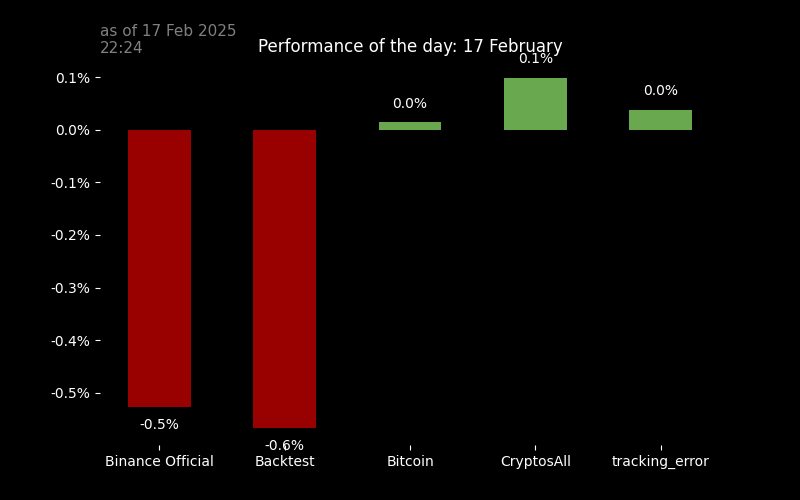 as of 17 Feb 2025
22:24
Performance of the day: 17 February
0.1%
0.0%
-0.1%
-0.2%
-0.3%
-0.4%
-0.5%
-0.5%
-0.6%
0.0%
0.1%
0.0%
Binance Official
Backtest
Bitcoin
CryptosAll
tracking_error